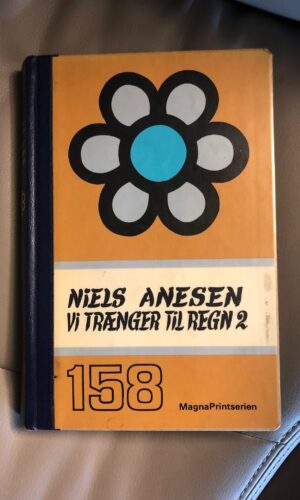 NiELS ANESEN
Vi TRÆNGER TiL REGN 2
158
MagnaPrintserien